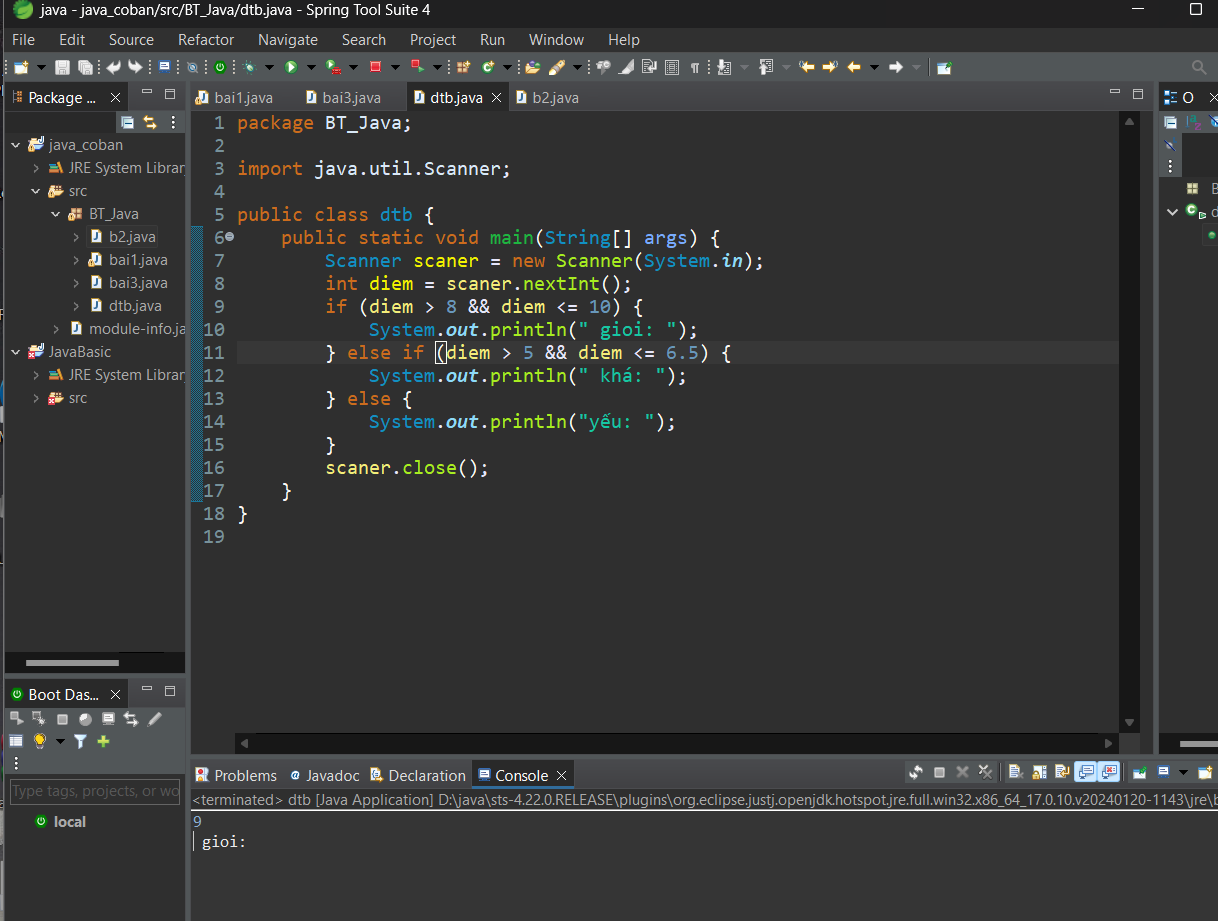 java - java_coban/src/BT_Java/dtb.java - Spring Tool Suite 4
File Edit Source Refactor Navigate Search Project Run Window Help
Package ...
bai1.java bai3.java dtb.java b2.java
O
java_coban
JRE System Librar
src
BT_Java
b2.java
bai1.java
bai3.java
dtb.java
module-info.ja
JavaBasic
JRE System Librar
src
1 package BT_Java;
2
3 import java.util.Scanner;
4
5 public class dtb {
6 public static void main(String[] args) {
7 Scanner scaner = new Scanner(System.in);
8 int diem = scaner.nextInt();
9 if (diem > 8 && diem <= 10) {
10 System.out.println(" gioi: ");
11 } else if (diem > 5 && diem <= 6.5) {
12 System.out.println(" khá: ");
13 } else {
14 System.out.println("yếu: ");
15 }
16 scaner.close();
17 }
18 }
19
B
d
Boot Das...
Type tags, projects, or wo
local
Problems Javadoc Declaration Console
<terminated> dtb [Java Application] D:\java\sts-4.22.0.RELEASE\plugins\org.eclipse.justj.openjdk.hotspot.jre.full.win32.x86_64_17.0.10.v20240120-1143\jre\b
9
gioi: